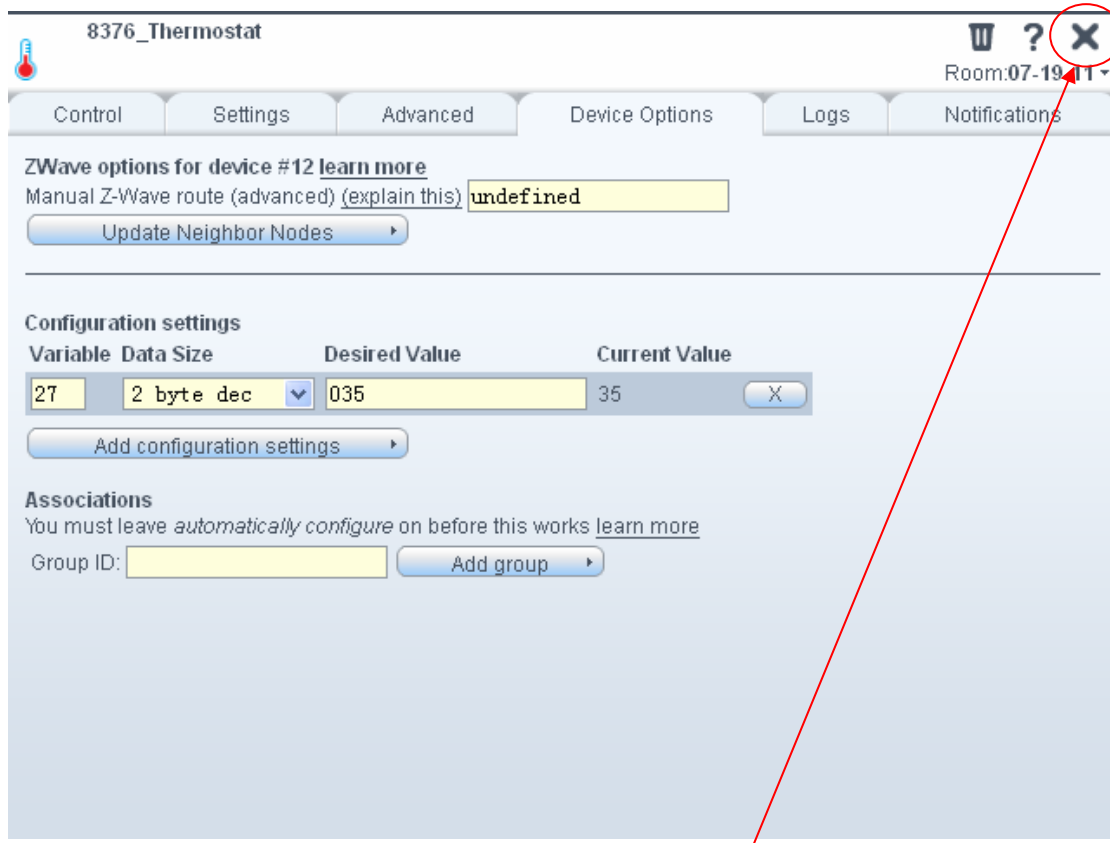 8376_Thermostat
?
Room:07-19-11
Control Settings Advanced Device Options Logs Notifications
ZWave options for device #12 learn more
Manual Z-Wave route (advanced) (explain this) undefined
Update Neighbor Nodes
Configuration settings
Variable Data Size Desired Value Current Value
27 2 byte dec 035 35 X
Add configuration settings
Associations
You must leave automatically configure on before this works learn more
Group ID: Add group